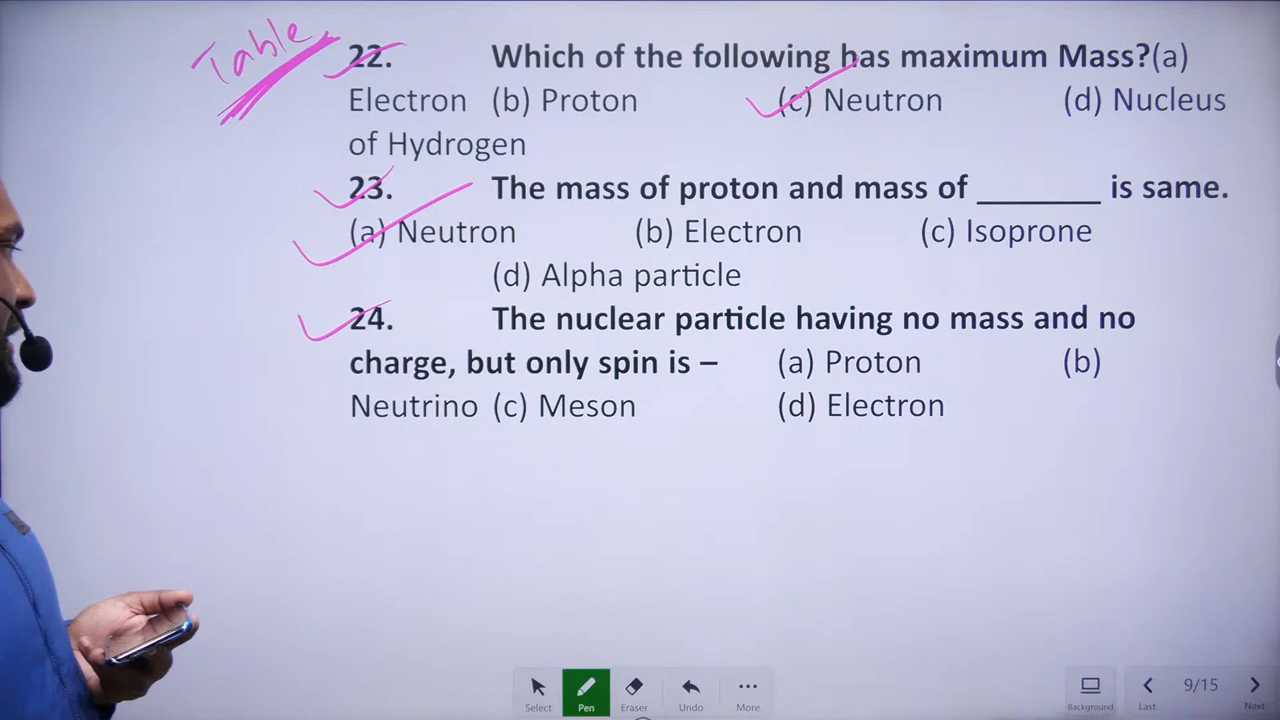 Table
22. Which of the following has maximum Mass?(a)
Electron (b) Proton (c) Neutron (d) Nucleus
of Hydrogen
23. The mass of proton and mass of _______ is same.
(a) Neutron (b) Electron (c) Isoprone
(d) Alpha particle
24. The nuclear particle having no mass and no
charge, but only spin is – (a) Proton (b)
Neutrino (c) Meson (d) Electron
Select Pen Eraser Undo More
Background Last 9/15 Next